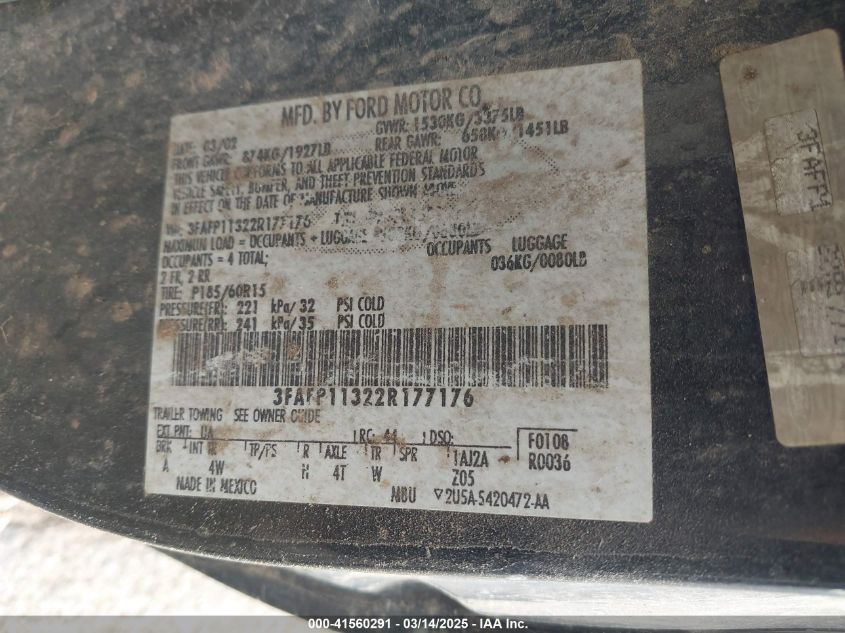 MFD. BY FORD MOTOR CO.
DATE: 03/02 GVWR: 1530KG/3375LB
FRONT GAWR: 874KG/1927LB REAR GAWR: 658KG/1451LB
THIS VEHICLE CONFORMS TO ALL APPLICABLE FEDERAL MOTOR
VEHICLE SAFETY, BUMPER, AND THEFT PREVENTION STANDARDS
IN EFFECT ON THE DATE OF MANUFACTURE SHOWN ABOVE.
VIN: 3FAFP11322R177176
MAXIMUM LOAD = OCCUPANTS + LUGGAGE
OCCUPANTS LUGGAGE
OCCUPANTS = 4 TOTAL; 036KG/0080LB
2 FR, 2 RR
TIRE: P185/60R15
PRESSURE(FR): 221 kPa/32 PSI COLD
PRESSURE(RR): 241 kPa/35 PSI COLD
3FAFP11322R177176
TRAILER TOWING SEE OWNER GUIDE
EXT PNT: UA RC: 44 DSO: F0108
BRK INT TR TP/PS R AXLE TR SPR 1AJ2A R0036
A 4W H 4T W Z05
MADE IN MEXICO MBU 2U5A-5420472-AA
3FAFP1
000-41560291 - 03/14/2025 - IAA Inc.